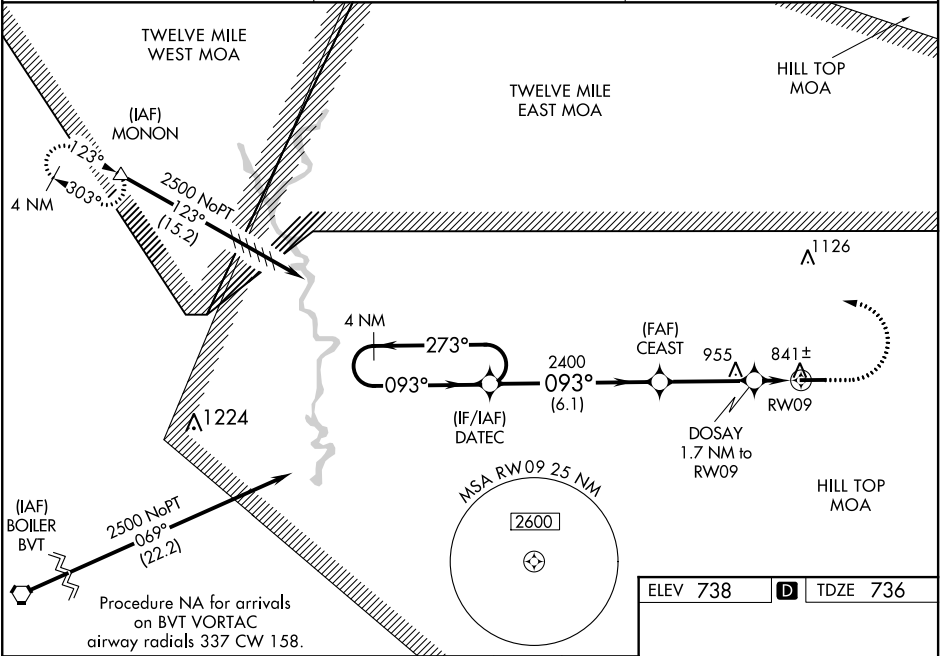 TWELVE MILE
WEST MOA
TWELVE MILE
EAST MOA
HILL TOP
MOA
(IAF)
MONON
123°
303°
4 NM
2500 NoPT
123°
(15.2)
1126
4 NM
273°
093°
(IF/IAF)
DATEC
2400
093°
(6.1)
(FAF)
CEAST
955
841±
RW09
DOSAY
1.7 NM to
RW09
1224
(IAF)
BOILER
BVT
2500 NoPT
069°
(22.2)
MSA RW09 25 NM
2600
HILL TOP
MOA
Procedure NA for arrivals
on BVT VORTAC
airway radials 337 CW 158.
ELEV 738 D TDZE 736